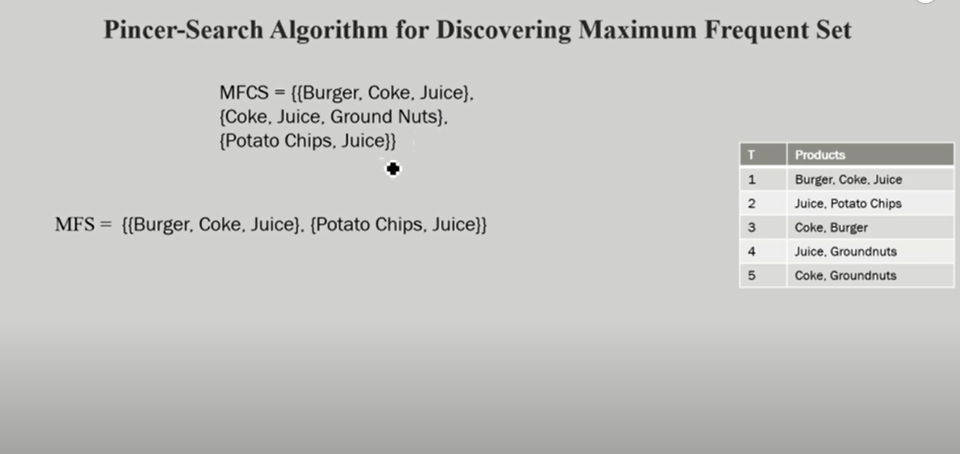 Pincer-Search Algorithm for Discovering Maximum Frequent Set
MFCS = {{Burger, Coke, Juice},
{Coke, Juice, Ground Nuts},
{Potato Chips, Juice}}
MFS = {{Burger, Coke, Juice}, {Potato Chips, Juice}}
T Products
1 Burger, Coke, Juice
2 Juice, Potato Chips
3 Coke, Burger
4 Juice, Groundnuts
5 Coke, Groundnuts